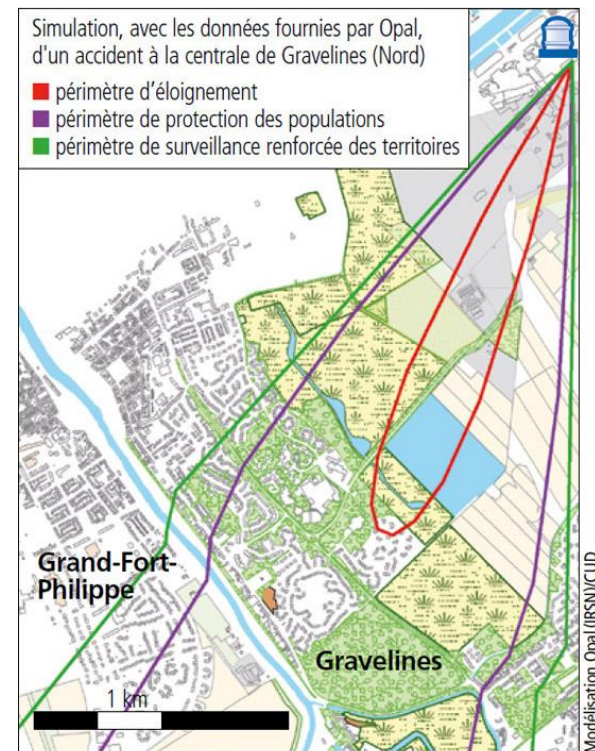 Simulation, avec les données fournies par Opal,
d'un accident à la centrale de Gravelines (Nord)
périmètre d'éloignement
périmètre de protection des populations
périmètre de surveillance renforcée des territoires
Grand-Fort-
Philippe
Gravelines
1 km
Modélisation Opal (IRSN)/CUD